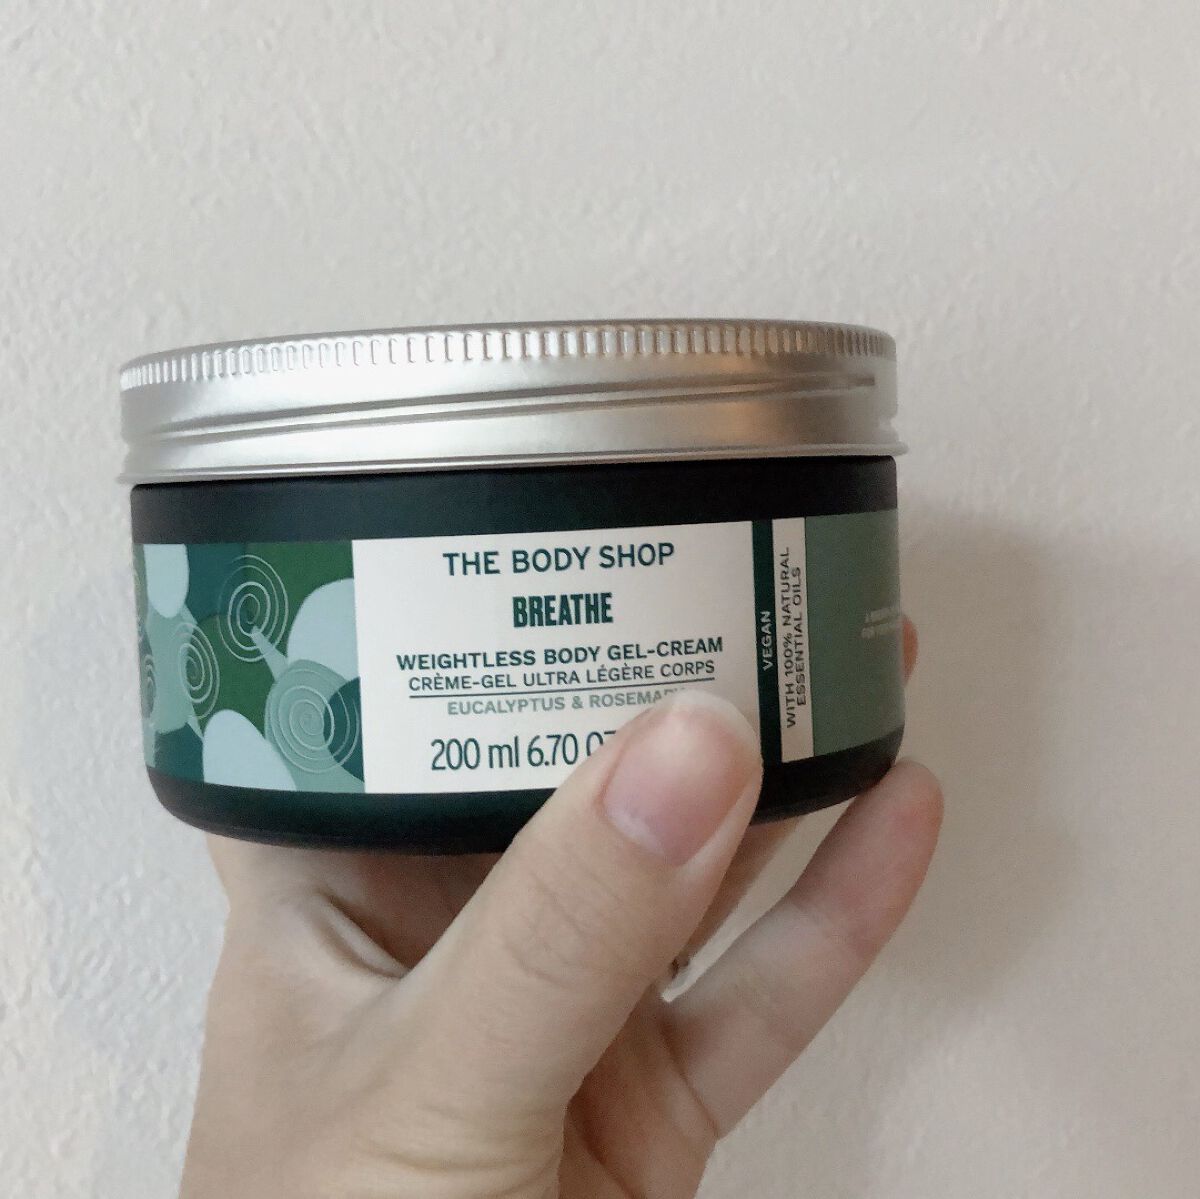 THE BODY SHOP
BREATHE
WEIGHTLESS BODY GEL-CREAM
CRÈME-GEL ULTRA LÉGÈRE CORPS
EUCALYPTUS &
200 ml 6.70
VEGAN
WITH 100% NATURAL
ESSENTIAL OILS